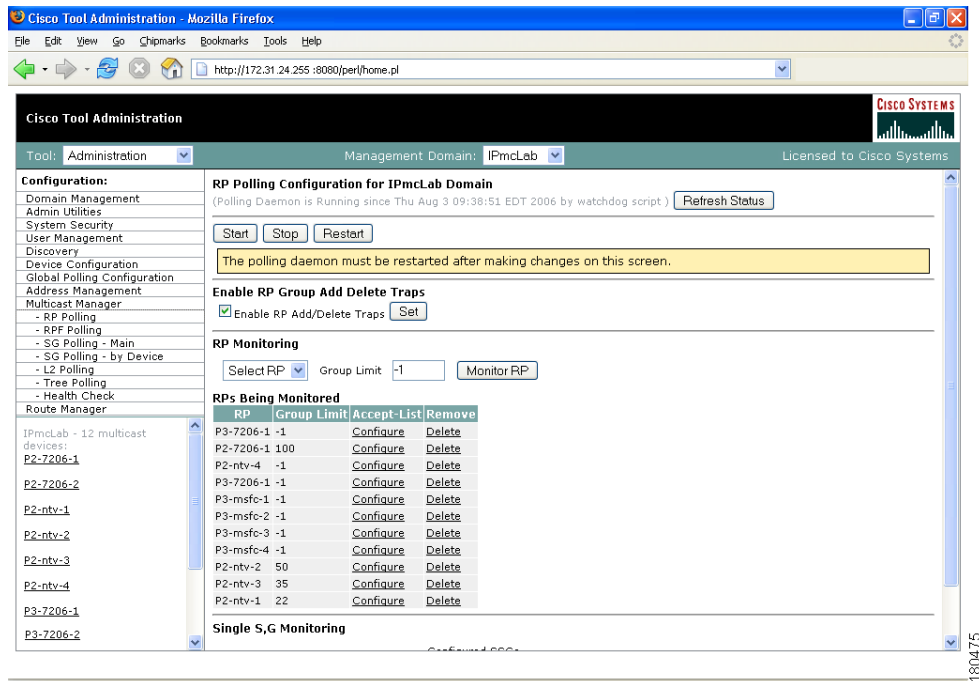 Cisco Tool Administration - Mozilla Firefox
File Edit View Go Chipmarks Bookmarks Tools Help
http://172.31.24.255 :8080/perl/home.pl
Cisco Tool Administration
CISCO SYSTEMS
Tool: Administration Management Domain: IPmcLab Licensed to Cisco Systems
Configuration:
Domain Management
Admin Utilities
System Security
User Management
Discovery
Device Configuration
Global Polling Configuration
Address Management
Multicast Manager
- RP Polling
- RPF Polling
- SG Polling - Main
- SG Polling - by Device
- L2 Polling
- Tree Polling
- Health Check
Route Manager
IPmcLab - 12 multicast
devices:
P2-7206-1
P2-7206-2
P2-ntv-1
P2-ntv-2
P2-ntv-3
P2-ntv-4
P3-7206-1
P3-7206-2
RP Polling Configuration for IPmcLab Domain
(Polling Daemon is Running since Thu Aug 3 09:38:51 EDT 2006 by watchdog script ) Refresh Status
Start Stop Restart
The polling daemon must be restarted after making changes on this screen.
Enable RP Group Add Delete Traps
Enable RP Add/Delete Traps Set
RP Monitoring
Select RP Group Limit -1 Monitor RP
RPs Being Monitored
RP Group Limit Accept-List Remove
P3-7206-1 -1 Configure Delete
P2-7206-1 100 Configure Delete
P2-ntv-4 -1 Configure Delete
P3-7206-1 -1 Configure Delete
P3-msfc-1 -1 Configure Delete
P3-msfc-2 -1 Configure Delete
P3-msfc-3 -1 Configure Delete
P3-msfc-4 -1 Configure Delete
P2-ntv-2 50 Configure Delete
P2-ntv-3 35 Configure Delete
P2-ntv-1 22 Configure Delete
Single S,G Monitoring
180475